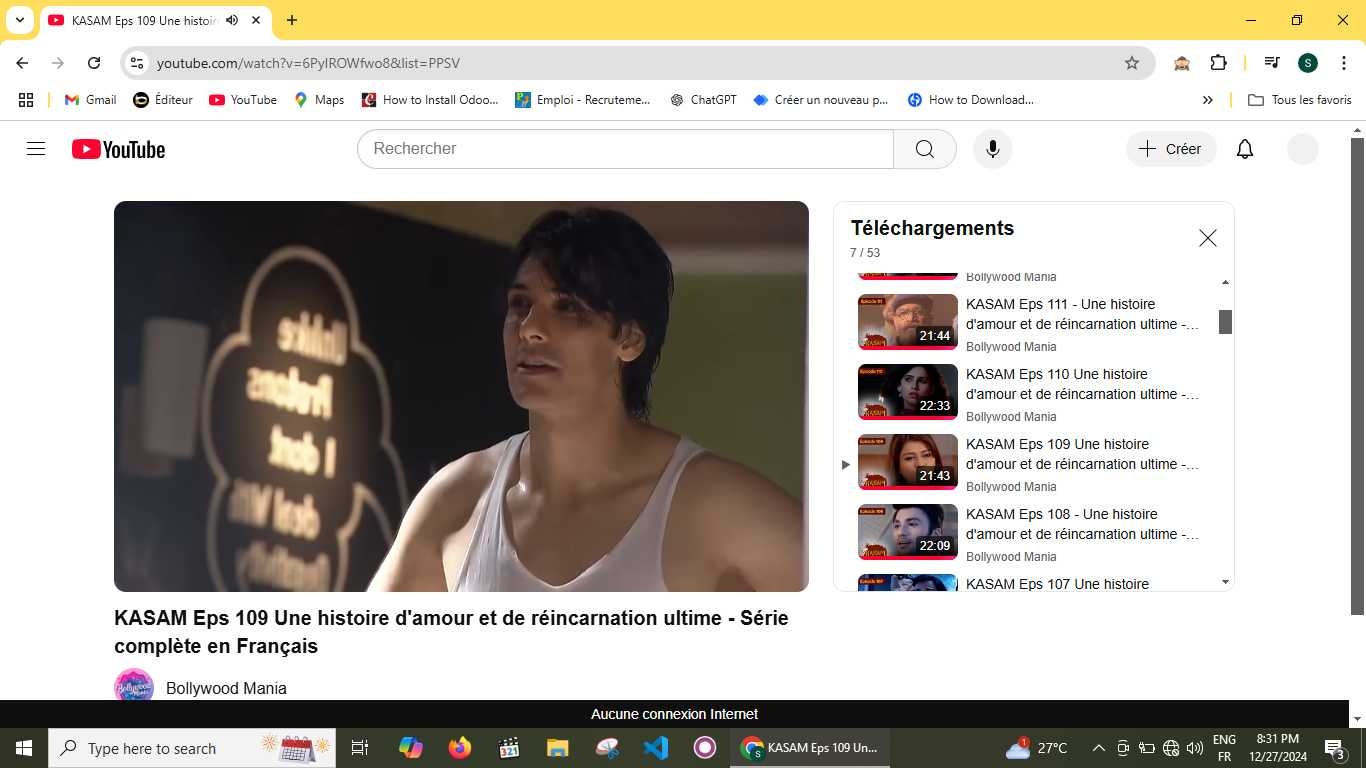 KASAM Eps 109 Une histoir
youtube.com/watch?v=6PyIROWfwo8&list=PPSV
S
Gmail
Éditeur
YouTube
Maps
How to Install Odoo...
Emploi - Recruteme...
ChatGPT
Créer un nouveau p...
How to Download...
»
Tous les favoris
YouTube
Rechercher
Créer
Unlike
I dont
Téléchargements
7 / 53
Bollywood Mania
KASAM Eps 111 - Une histoire
d'amour et de réincarnation ultime -...
21:44
Bollywood Mania
KASAM Eps 110 Une histoire
d'amour et de réincarnation ultime -...
22:33
Bollywood Mania
KASAM Eps 109 Une histoire
d'amour et de réincarnation ultime -...
21:43
Bollywood Mania
KASAM Eps 108 - Une histoire
d'amour et de réincarnation ultime -...
22:09
Bollywood Mania
KASAM Eps 107 Une histoire
KASAM Eps 109 Une histoire d'amour et de réincarnation ultime - Série
complète en Français
Bollywood Mania
Aucune connexion Internet
Type here to search
KASAM Eps 109 Un...
27°C
ENG
FR
8:31 PM
12/27/2024
3